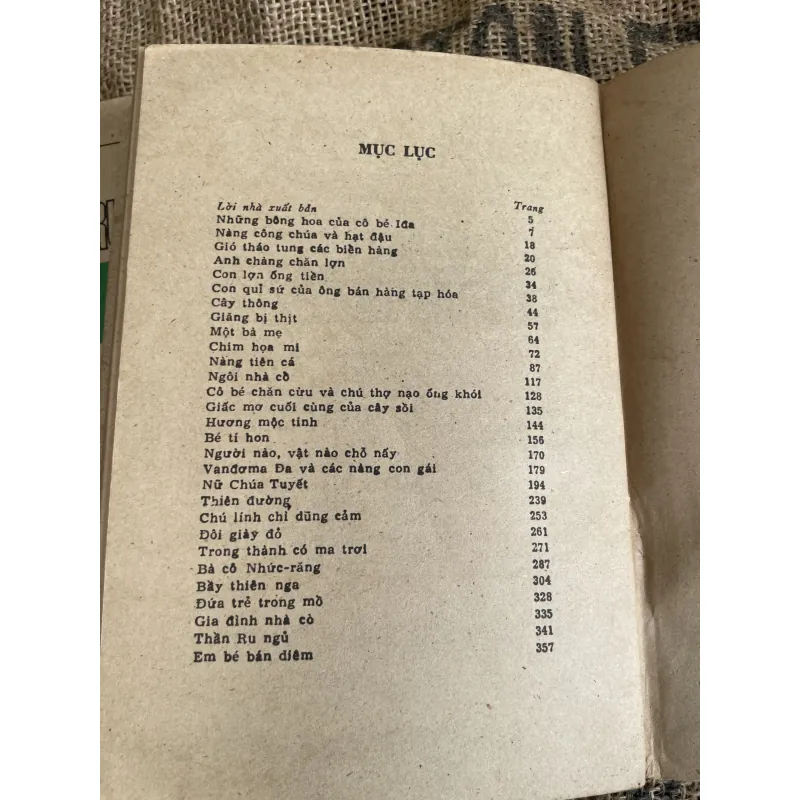 MỤC LỤC
Trang
Lời nhà xuất bản 5
Những bông hoa của cô bé Iđa 7
Nàng công chúa và hạt đậu 18
Gió tháo tung các biển hàng 20
Anh chàng chăn lợn 26
Con lợn ống tiền 34
Con quỉ sứ của ông bán hàng tạp hóa 38
Cây thông 44
Giăng bị thịt 57
Một bà mẹ 64
Chim họa mi 72
Nàng tiên cá 87
Ngôi nhà cổ 117
Cô bé chăn cừu và chú thợ nạo ống khói 128
Giấc mơ cuối cùng của cây sồi 135
Hương mộc tinh 144
Bé tí hon 156
Người nào, vật nào chỗ nấy 170
Vanđơma Đa và các nàng con gái 179
Nữ Chúa Tuyết 194
Thiên đường 239
Chú lính chì dũng cảm 253
Đôi giày đỏ 261
Trong thành có ma trơi 271
Bà cô Nhức-răng 287
Bầy thiên nga 304
Đứa trẻ trong mồ 328
Gia đình nhà cò 335
Thần Ru ngủ 341
Em bé bán diêm 357